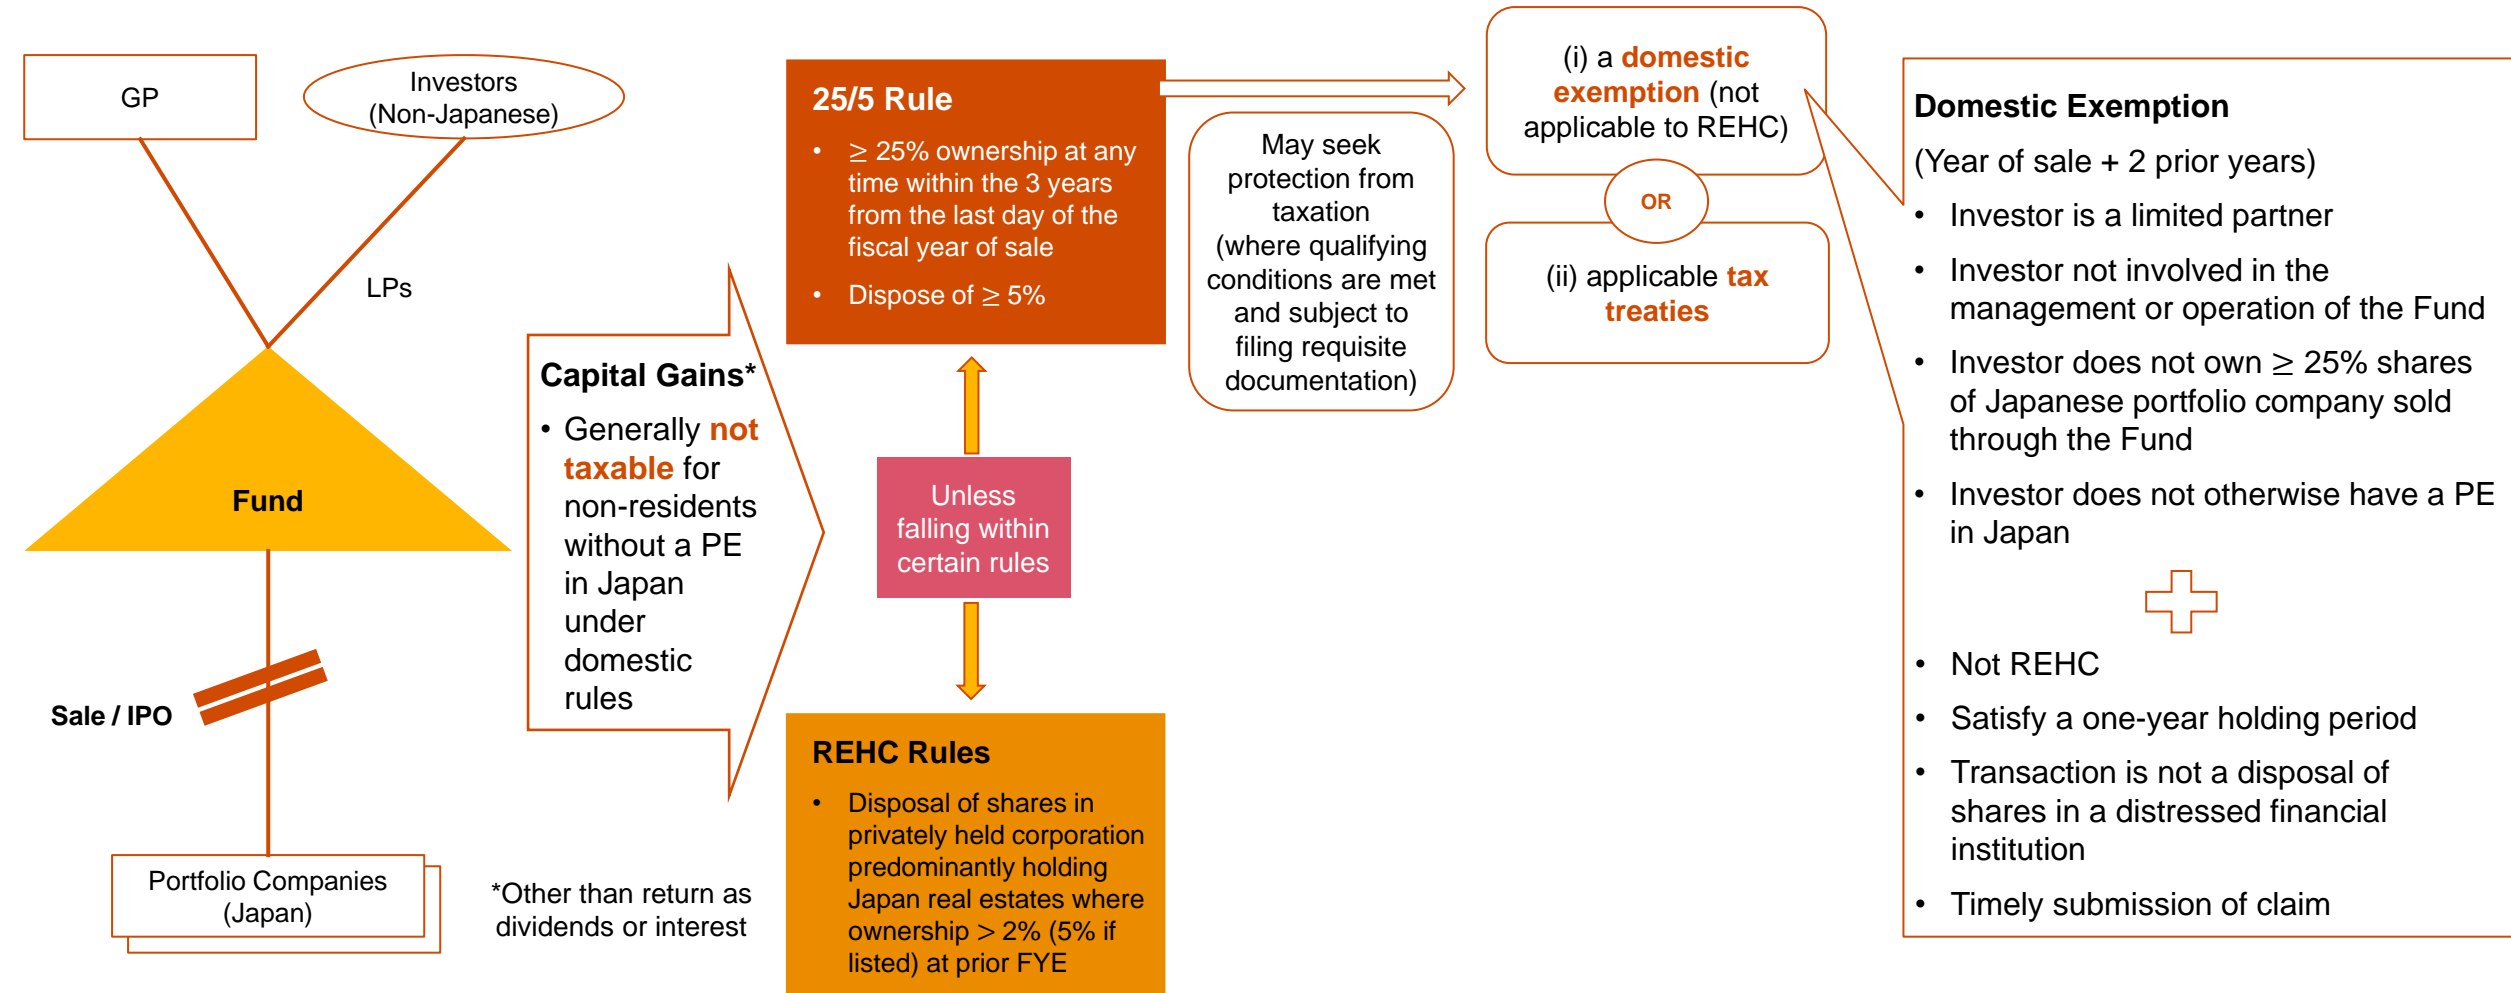 GP
Investors
(Non-Japanese)
LPs
Fund
Sale / IPO
Portfolio Companies
(Japan)
Capital Gains*
• Generally not
taxable for
non-residents
without a PE
in Japan
under
domestic
rules
*Other than return as
dividends or interest
25/5 Rule
• ≥ 25% ownership at any
time within the 3 years
from the last day of the
fiscal year of sale
• Dispose of ≥ 5%
Unless
falling within
certain rules
REHC Rules
• Disposal of shares in
privately held corporation
predominantly holding
Japan real estates where
ownership > 2% (5% if
listed) at prior FYE
May seek
protection from
taxation
(where qualifying
conditions are met
and subject to
filing requisite
documentation)
(i) a domestic
exemption (not
applicable to REHC)
OR
(ii) applicable tax
treaties
Domestic Exemption
(Year of sale + 2 prior years)
• Investor is a limited partner
• Investor not involved in the
management or operation of the Fund
• Investor does not own ≥ 25% shares
of Japanese portfolio company sold
through the Fund
• Investor does not otherwise have a PE
in Japan
• Not REHC
• Satisfy a one-year holding period
• Transaction is not a disposal of
shares in a distressed financial
institution
• Timely submission of claim